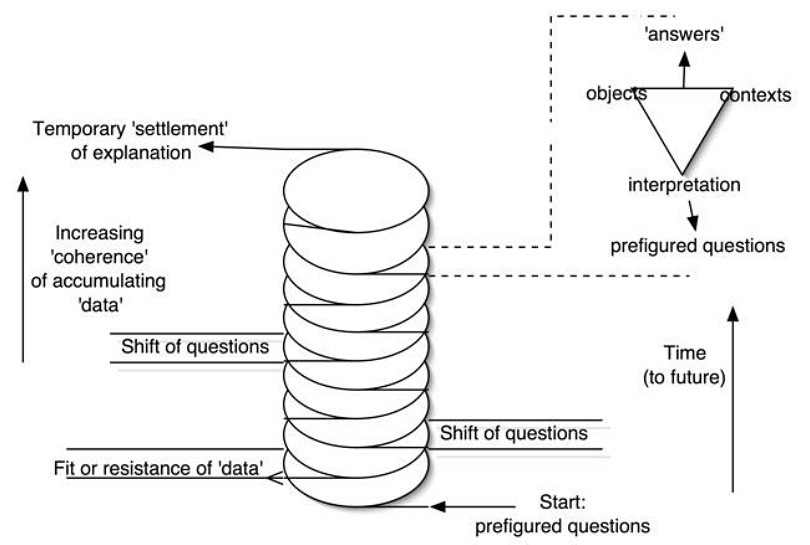 'answers'
objects
contexts
interpretation
prefigured questions
Temporary 'settlement'
of explanation
Increasing
'coherence'
of accumulating
'data'
Shift of questions
Time
(to future)
Shift of questions
Fit or resistance of 'data'
Start:
prefigured questions